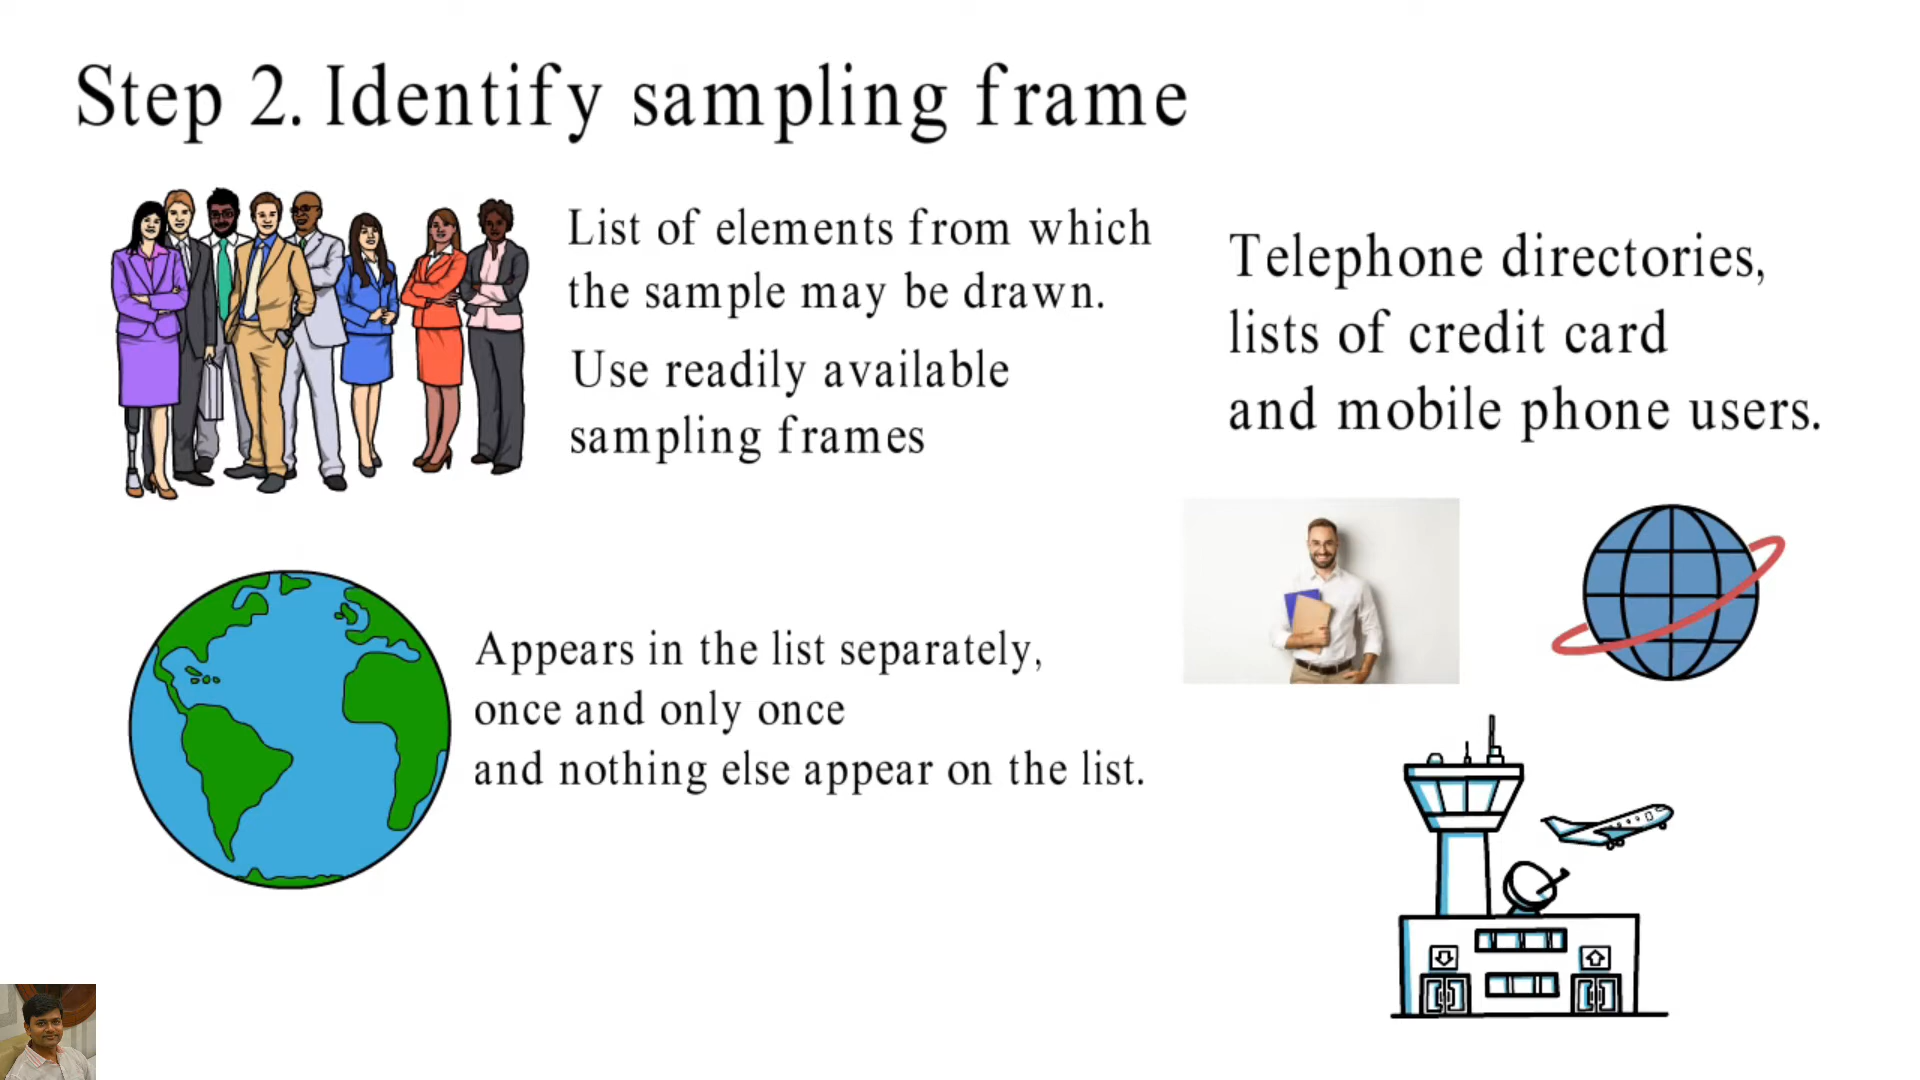 Step 2. Identify sampling frame
List of elements from which
the sample may be drawn.
Use readily available
sampling frames
Telephone directories,
lists of credit card
and mobile phone users.
Appears in the list separately,
once and only once
and nothing else appear on the list.